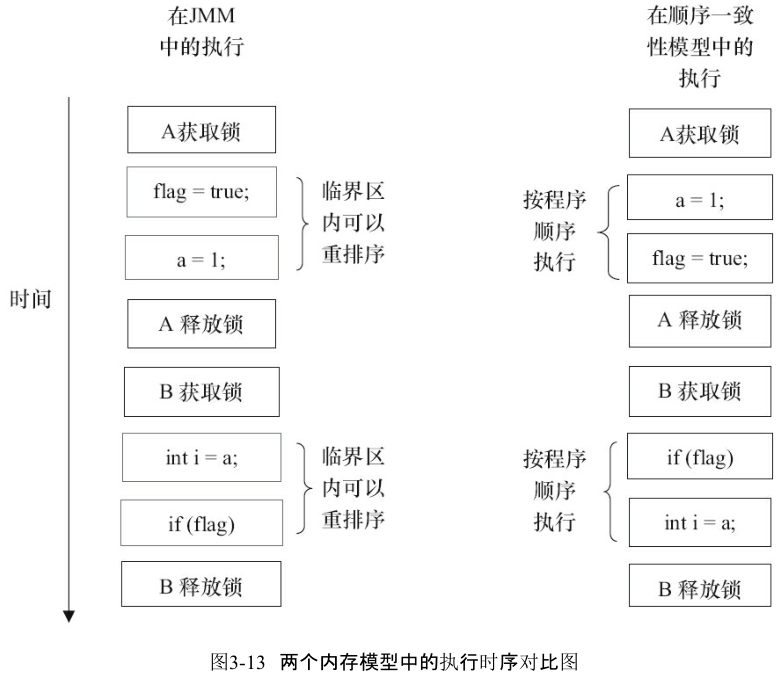 在JMM
中的执行
在顺序一致
性模型中的
执行
时间
A获取锁
flag = true;
a = 1;
临界区
内可以
重排序
A 释放锁
B 获取锁
int i = a;
if (flag)
临界区
内可以
重排序
B 释放锁
A获取锁
按程序
顺序
执行
a = 1;
flag = true;
A 释放锁
B 获取锁
按程序
顺序
执行
if (flag)
int i = a;
B 释放锁
图3-13 两个内存模型中的执行时序对比图